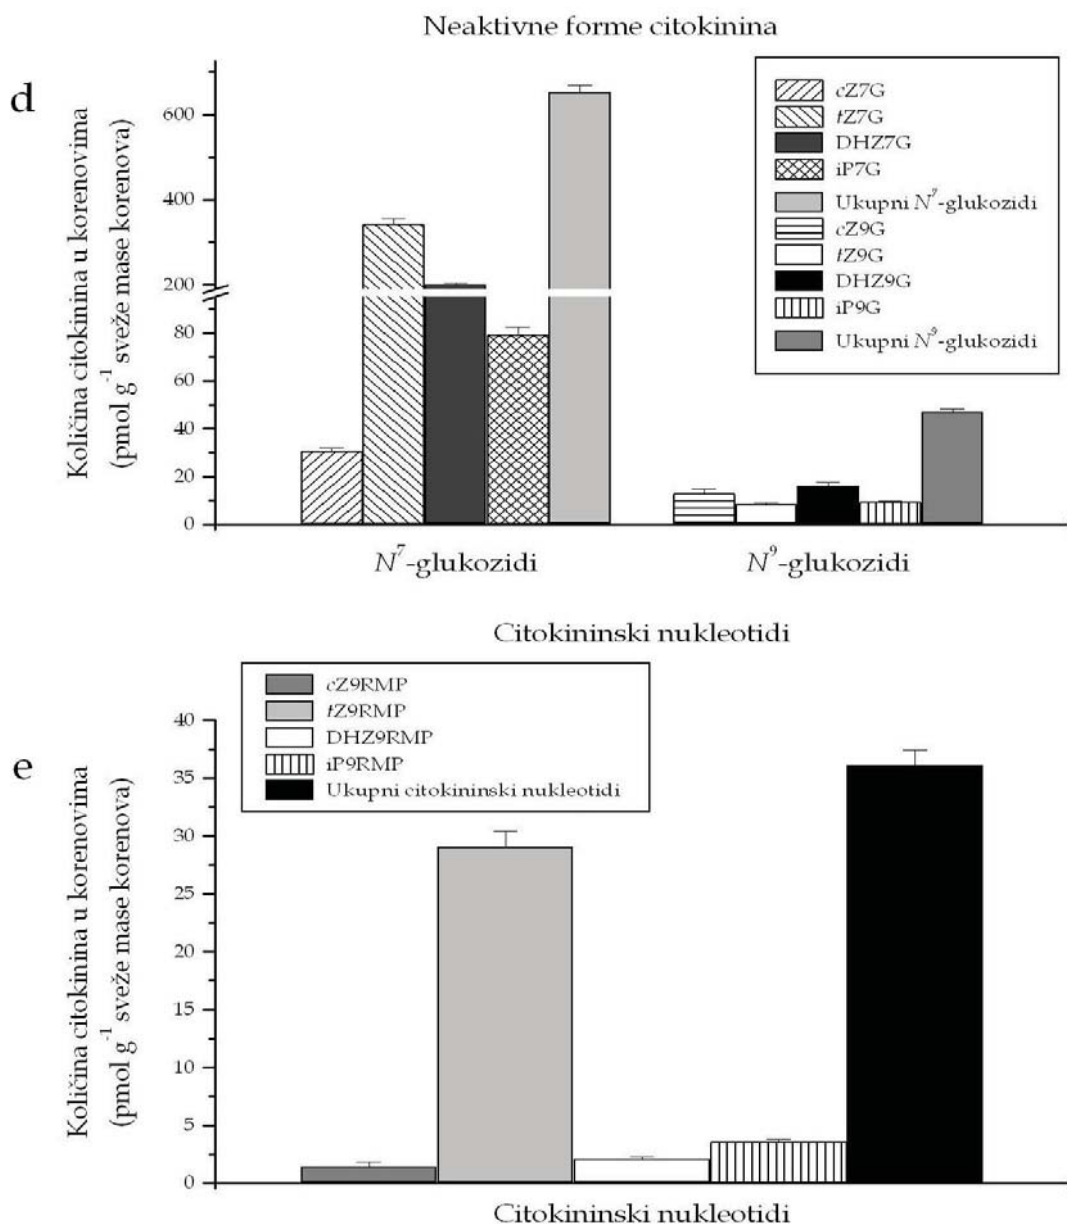 Neaktivne forme citokinina
d
Količina citokinina u korenovima
(pmol g⁻¹ sveže mase korenova)
600
400
200
80
60
40
20
0
cZ7G
tZ7G
DHZ7G
iP7G
Ukupni N⁷-glukozidi
cZ9G
tZ9G
DHZ9G
iP9G
Ukupni N⁹-glukozidi
N⁷-glukozidi
N⁹-glukozidi
Citokininski nukleotidi
e
Količina citokinina u korenovima
(pmol g⁻¹ sveže mase korenova)
cZ9RMP
tZ9RMP
DHZ9RMP
iP9RMP
Ukupni citokininski nukleotidi
40
35
30
25
20
15
10
5
0
Citokininski nukleotidi